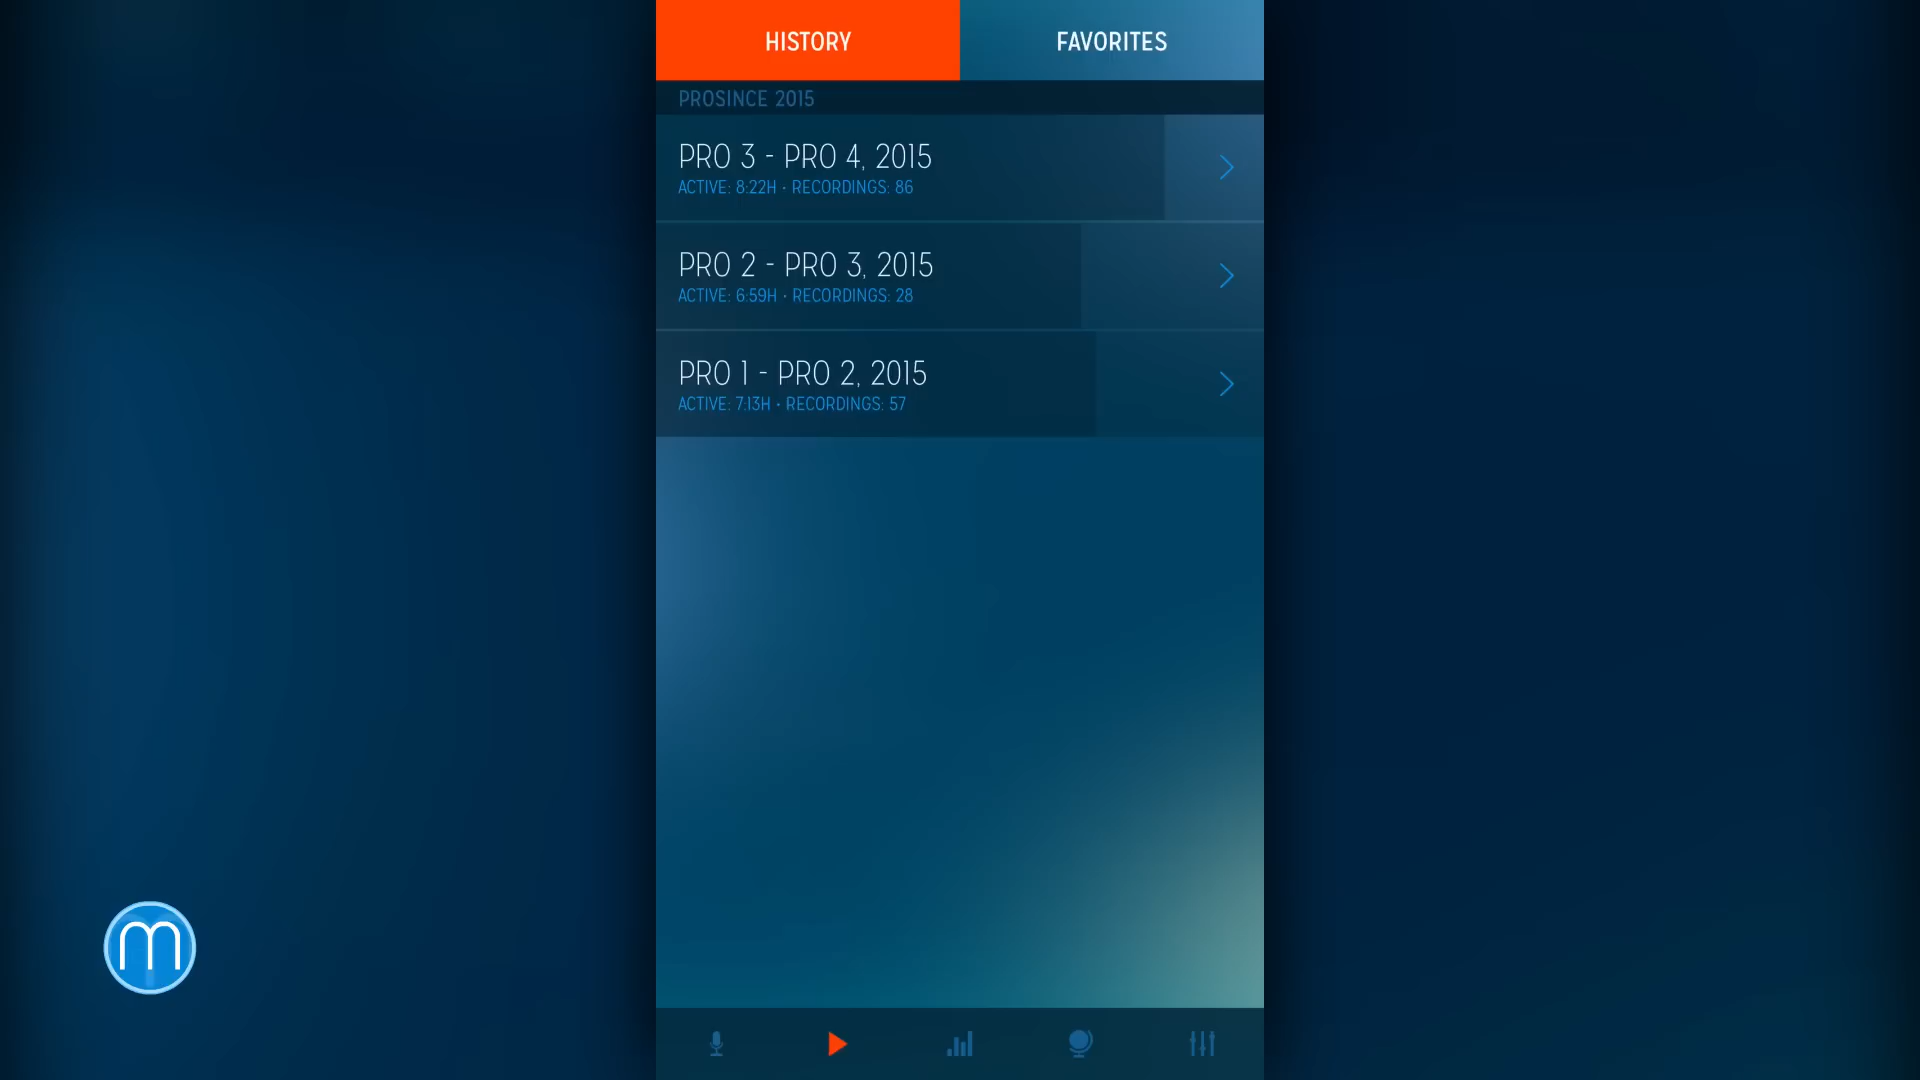 HISTORY
FAVORITES
PROSINCE 2015
PRO 3 - PRO 4, 2015
ACTIVE: 8:22H • RECORDINGS: 86
PRO 2 - PRO 3, 2015
ACTIVE: 6:59H • RECORDINGS: 28
PRO 1 - PRO 2, 2015
ACTIVE: 7:13H • RECORDINGS: 57
m